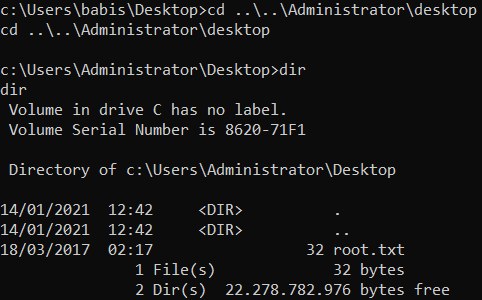 c:\Users\babis\Desktop>cd ..\..\Administrator\desktop
cd ..\..\Administrator\desktop
c:\Users\Administrator\Desktop>dir
dir
Volume in drive C has no label.
Volume Serial Number is 8620-71F1
Directory of c:\Users\Administrator\Desktop
14/01/2021  12:42    <DIR>          .
14/01/2021  12:42    <DIR>          ..
18/03/2017  02:17                32 root.txt
1 File(s)             32 bytes
2 Dir(s)  22.278.782.976 bytes free